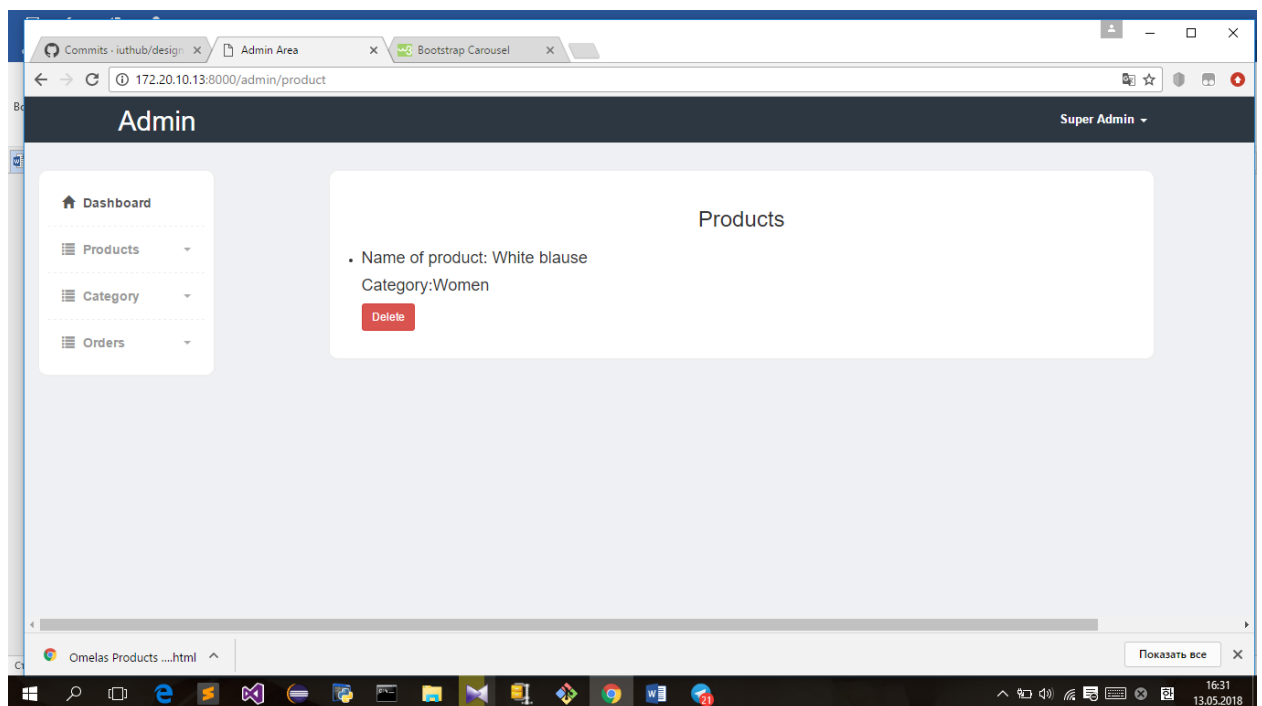 Commits · iuthub/design
Admin Area
Bootstrap Carousel
172.20.10.13:8000/admin/product
Admin
Super Admin
Dashboard
Products
Category
Orders
Products
Name of product: White blause
Category:Women
Delete
Omelas Products ....html
Показать все
21
16:31
13.05.2018